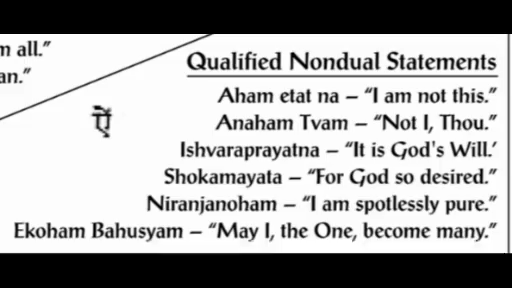 m all.”
an.”
Qualified Nondual Statements
Aham etat na – “I am not this.”
ऐं
Anaham Tvam – “Not I, Thou.”
Ishvaraprayatna – “It is God's Will.’
Shokamayata – “For God so desired.”
Niranjanoham – “I am spotlessly pure.”
Ekoham Bahusyam – “May I, the One, become many.”